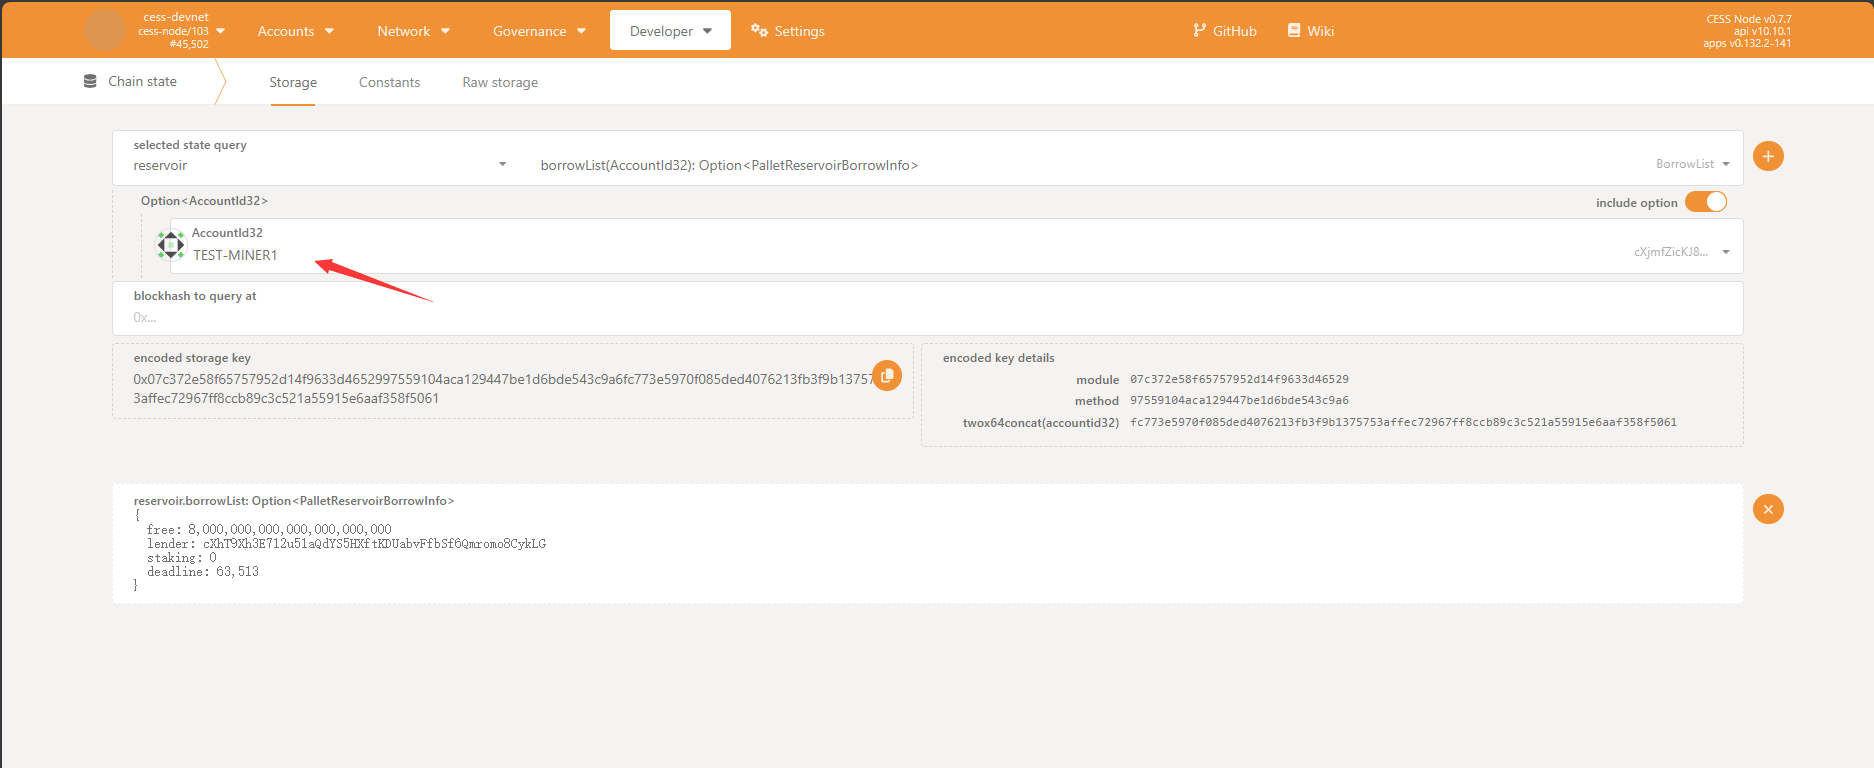 cess-devnet
cess-node/103
#45,502
Accounts
Network
Governance
Developer
Settings
GitHub
Wiki
CESS Node v0.7.7
api v10.10.1
apps v0.132.2-141
Chain state
Storage
Constants
Raw storage
selected state query
reservoir
borrowList(AccountId32): Option<PalletReservoirBorrowInfo>
BorrowList
Option<AccountId32>
include option
AccountId32
TEST-MINER1
cXjmfZicKJ8...
blockhash to query at
0x...
encoded storage key
0x07c372e58f65757952d14f9633d4652997559104aca129447be1d6bde543c9a6fc773e5970f085ded4076213fb3f9b13757
3affec72967ff8ccb89c3c521a55915e6aaf358f5061
encoded key details
module 07c372e58f65757952d14f9633d46529
method 97559104aca129447be1d6bde543c9a6
twox64concat(accountid32) fc773e5970f085ded4076213fb3f9b1375753affec72967ff8ccb89c3c521a55915e6aaf358f5061
reservoir.borrowList: Option<PalletReservoirBorrowInfo>
{
free: 8,000,000,000,000,000,000,000
lender: cXhT9Xh3E712u51aQdYS5HXftKDUabvFfbSf6Qmromo8CykLG
staking: 0
deadline: 63,513
}